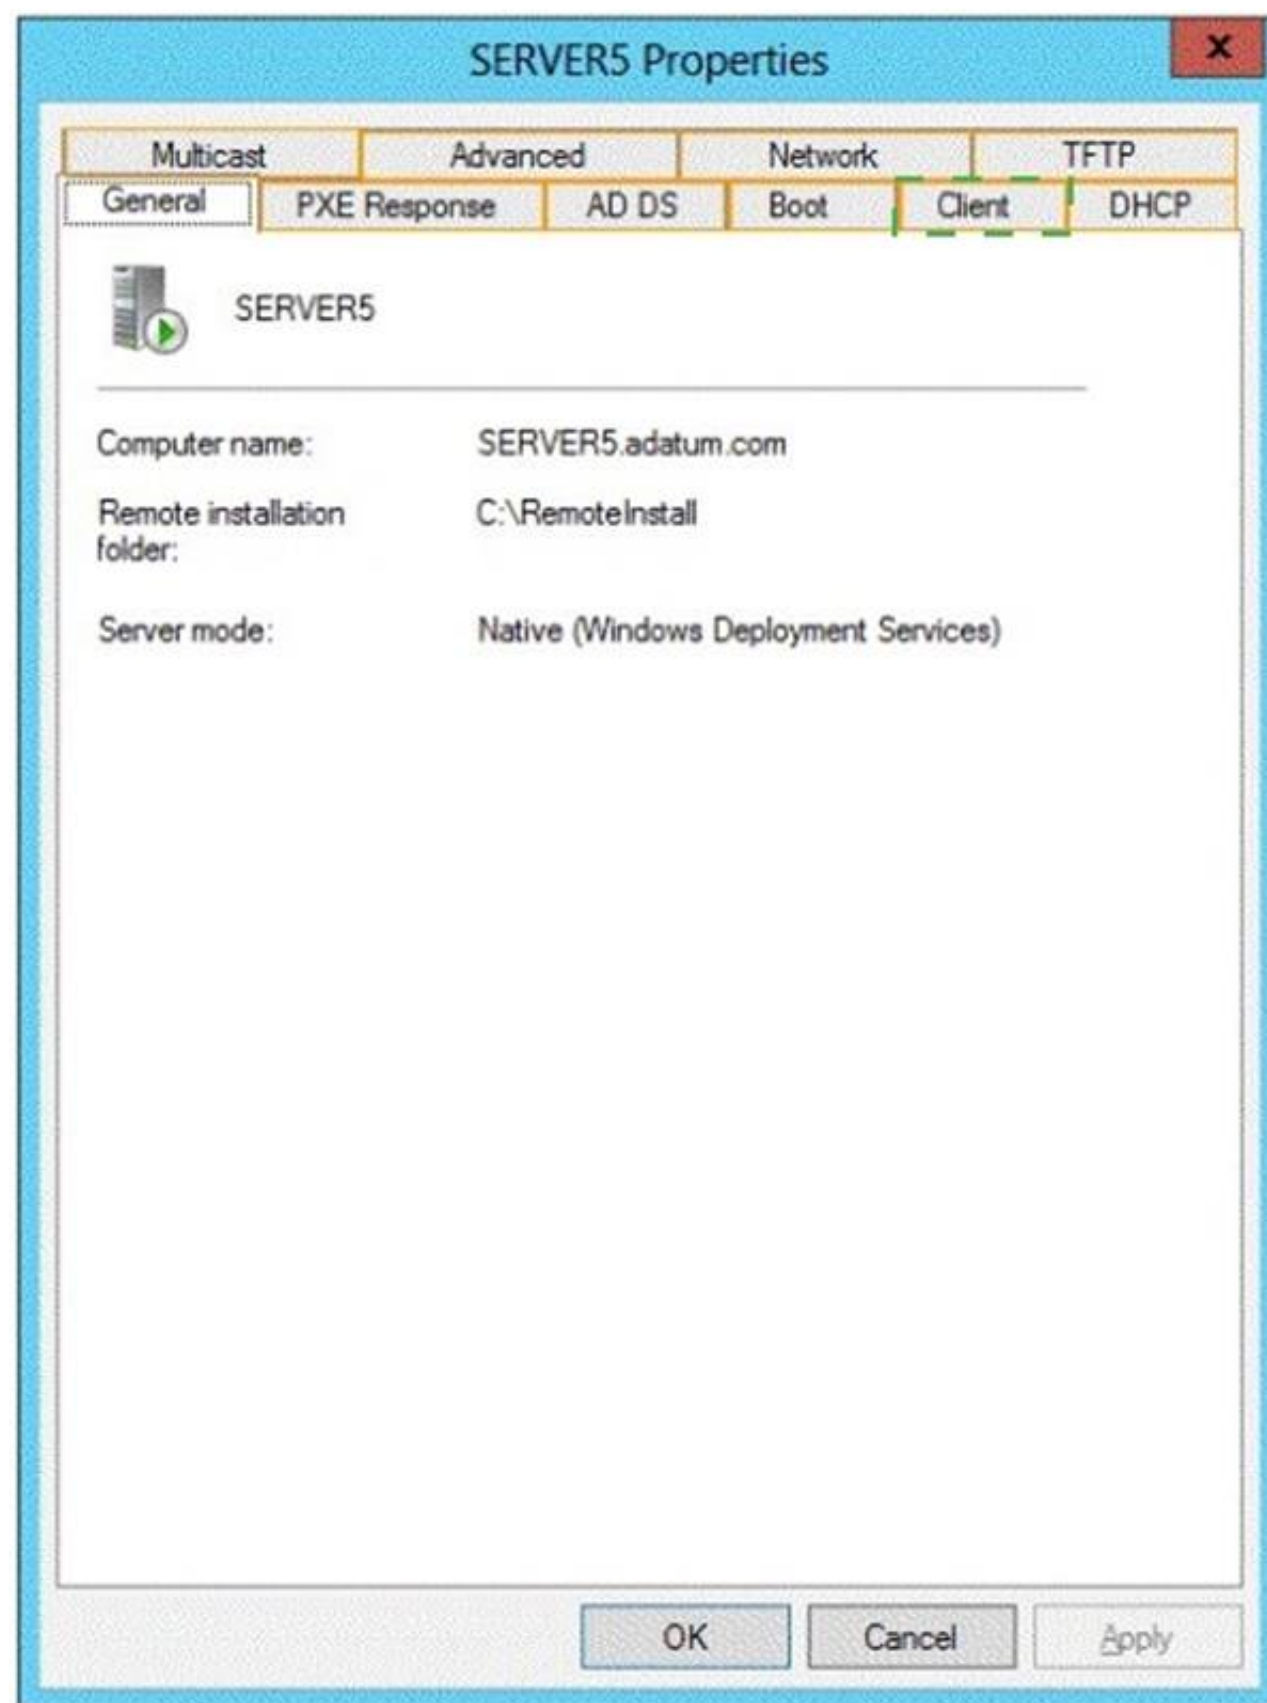 SERVER5 Properties
x
Multicast Advanced Network TFTP
General PXE Response AD DS Boot Client DHCP
SERVER5
Computer name: SERVER5.adatum.com
Remote installation C:\RemoteInstall
folder:
Server mode: Native (Windows Deployment Services)
OK Cancel Apply